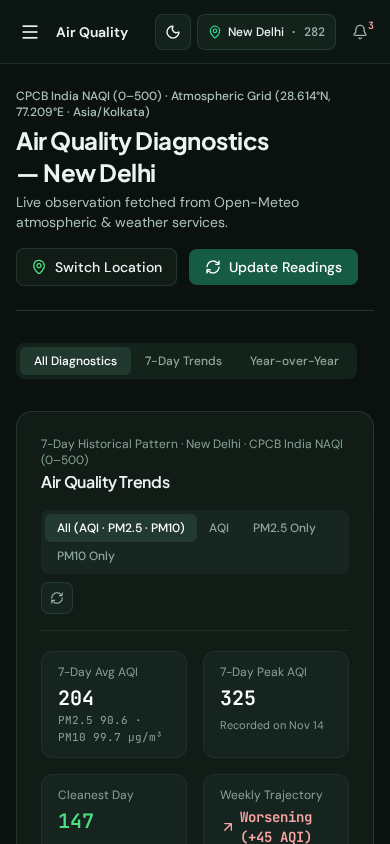 Air Quality
New Delhi · 282
3
CPCB India NAQI (0–500) · Atmospheric Grid (28.614°N,
77.209°E · Asia/Kolkata)
Air Quality Diagnostics
— New Delhi
Live observation fetched from Open-Meteo
atmospheric & weather services.
Switch Location
Update Readings
All Diagnostics
7-Day Trends
Year-over-Year
7-Day Historical Pattern · New Delhi · CPCB India NAQI
(0–500)
Air Quality Trends
All (AQI · PM2.5 · PM10)
AQI
PM2.5 Only
PM10 Only
7-Day Avg AQI
204
PM2.5 90.6 ·
PM10 99.7 µg/m³
7-Day Peak AQI
325
Recorded on Nov 14
Cleanest Day
147
Weekly Trajectory
Worsening
(+45 AQI)